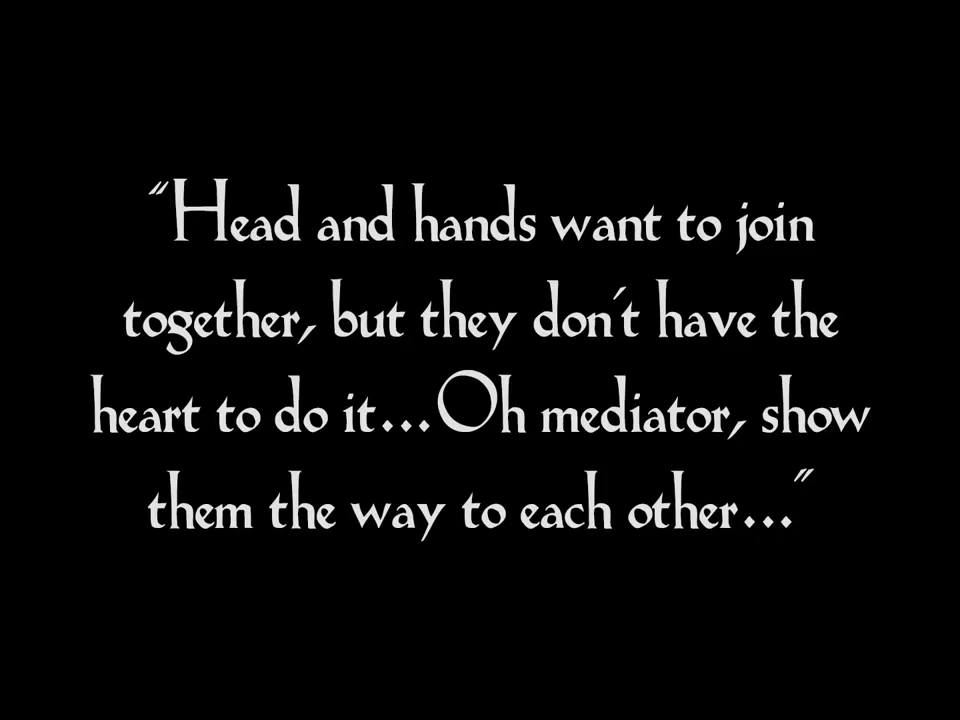 "Head and hands want to join
together, but they don't have the
heart to do it...Oh mediator, show
them the way to each other..."